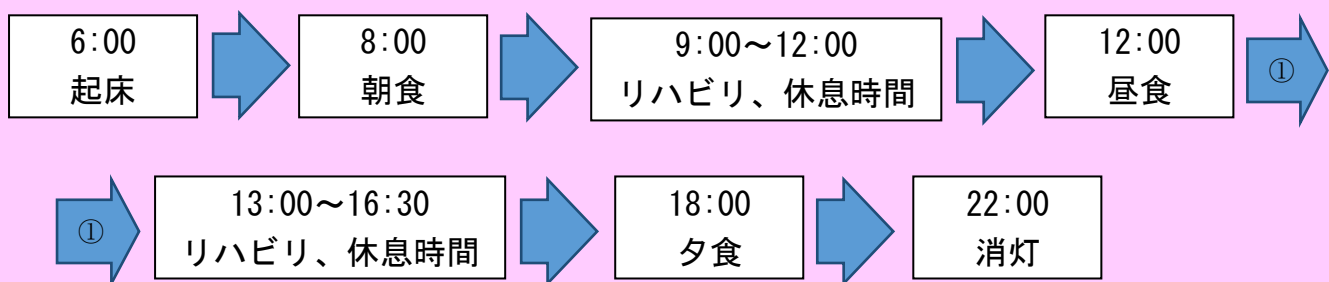 6:00
起床
8:00
朝食
9:00～12:00
リハビリ、休息時間
12:00
昼食
①
①
13:00～16:30
リハビリ、休息時間
18:00
夕食
22:00
消灯